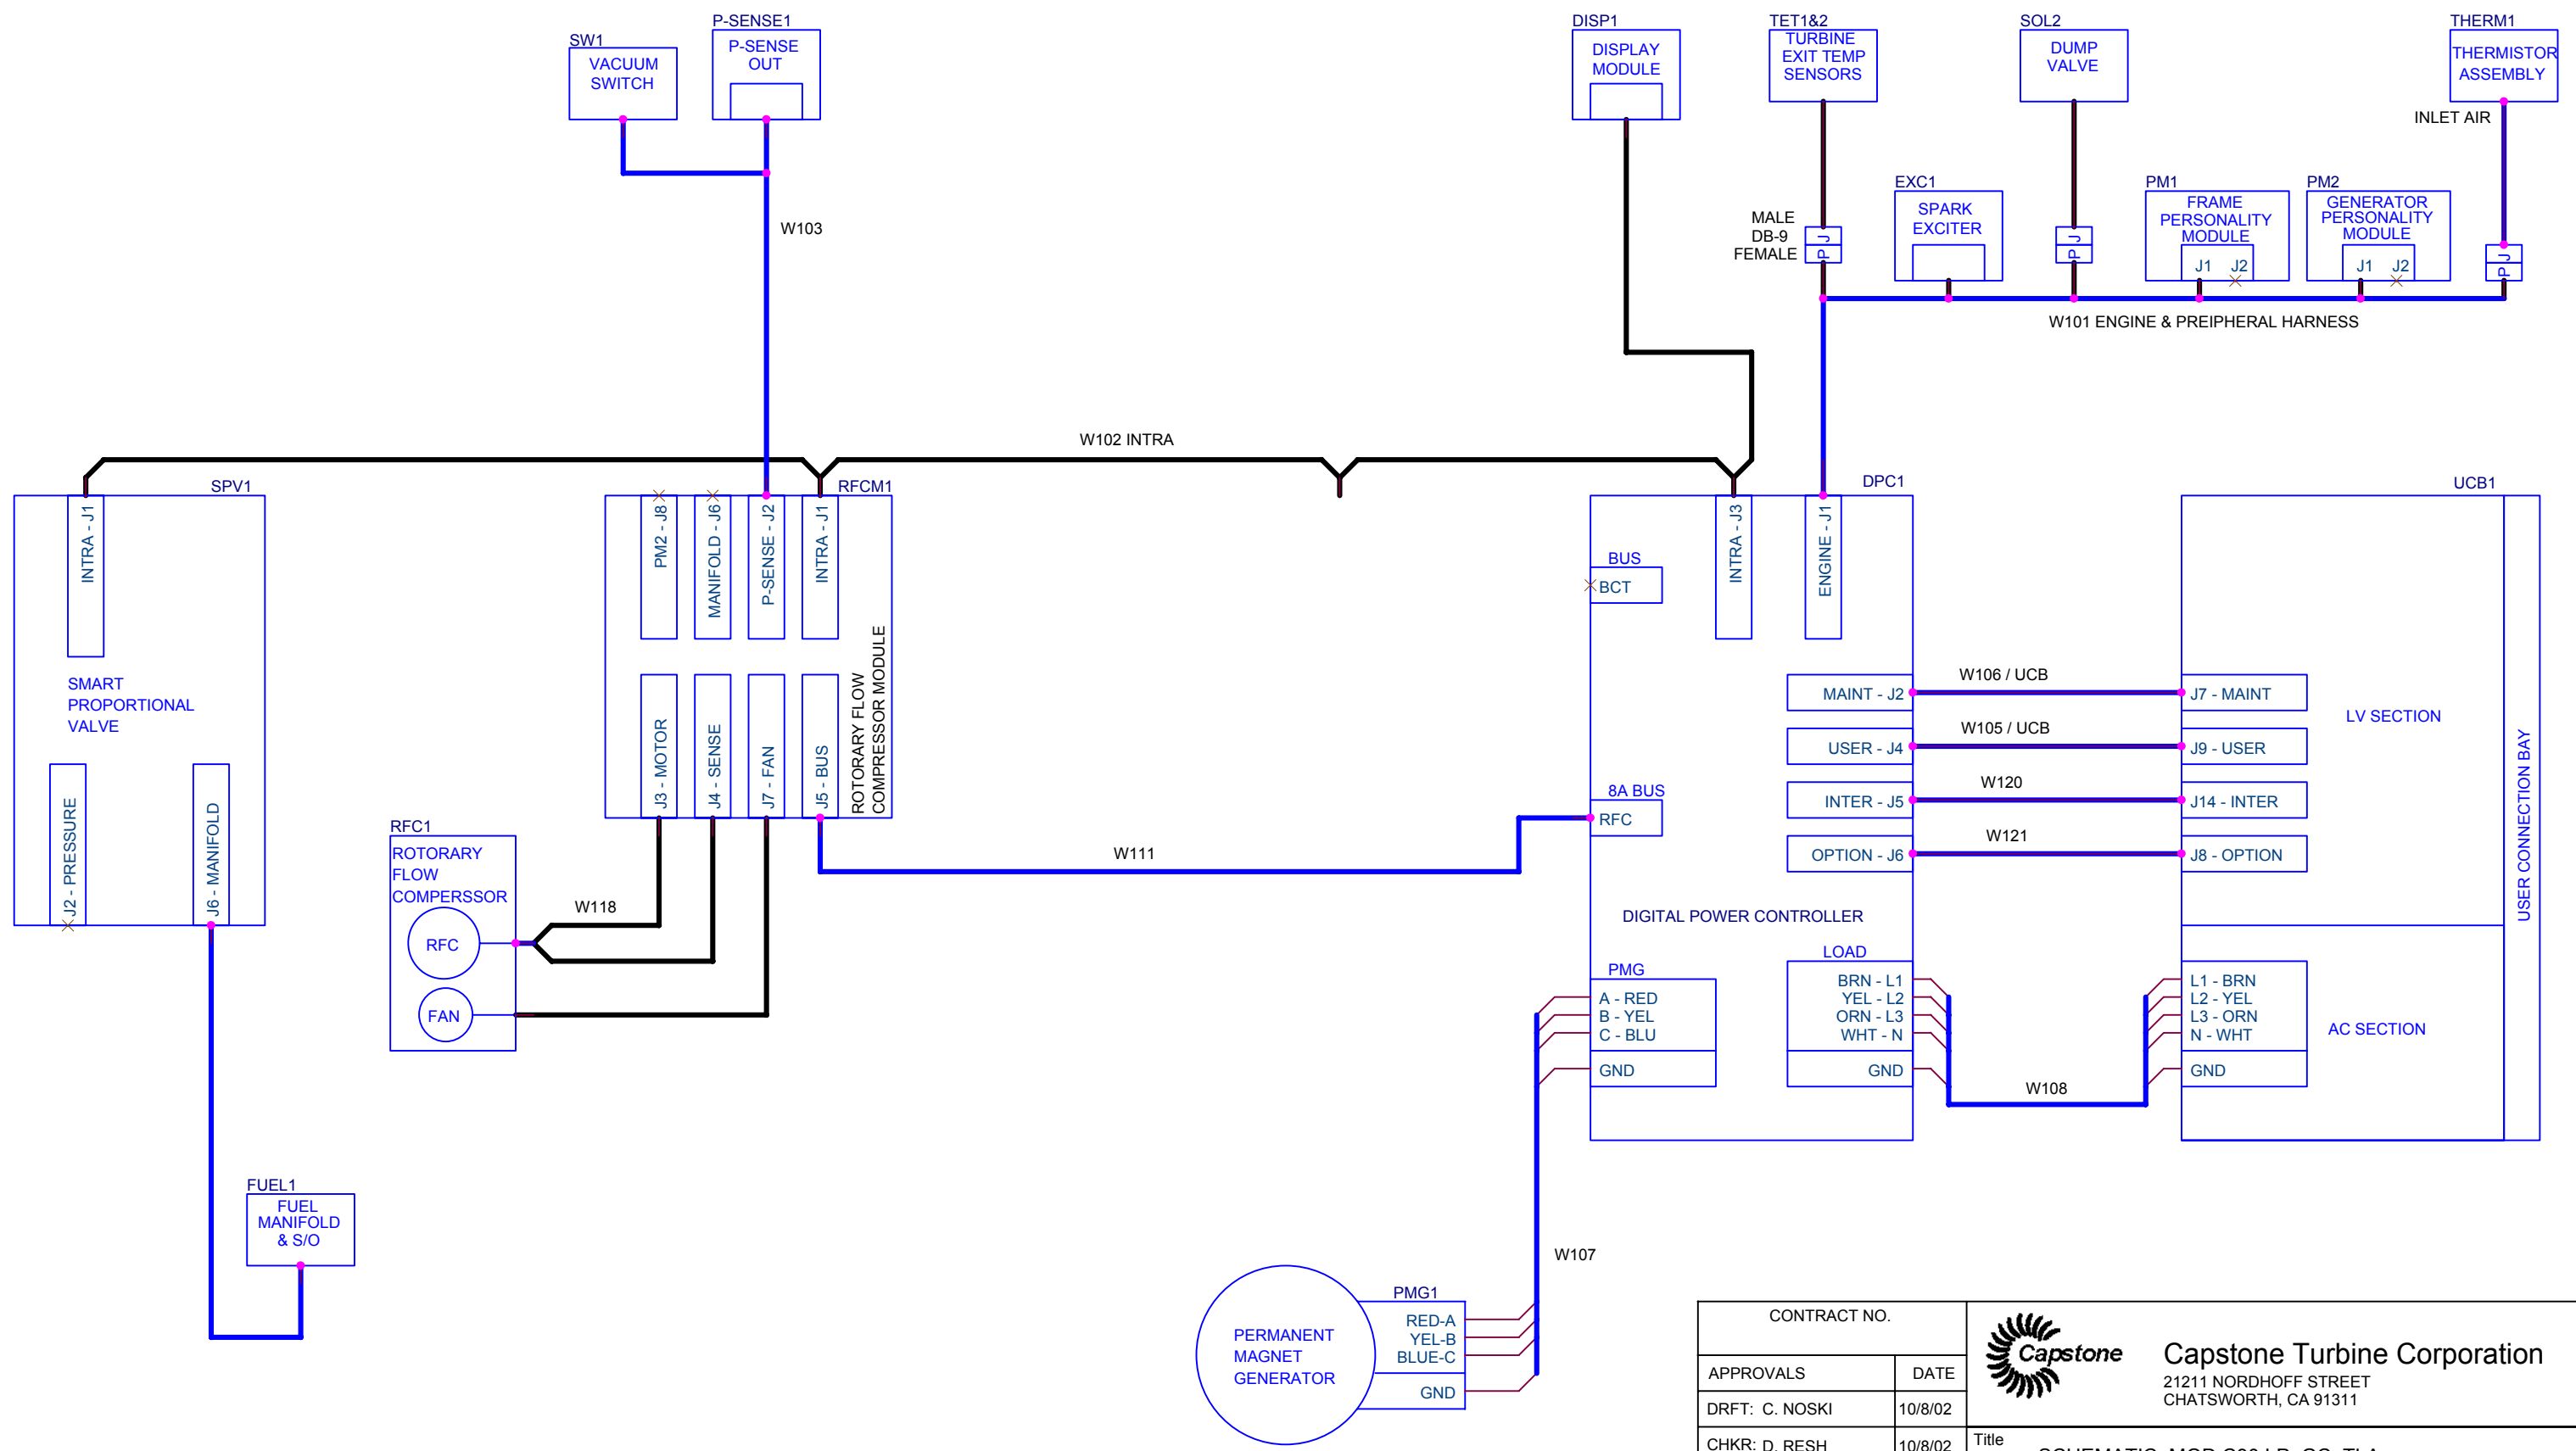 SW1
VACUUM
SWITCH
P-SENSE1
P-SENSE
OUT
DISP1
DISPLAY
MODULE
TET1&2
TURBINE
EXIT TEMP
SENSORS
SOL2
DUMP
VALVE
THERM1
THERMISTOR
ASSEMBLY
INLET AIR
EXC1
SPARK
EXCITER
PM1
FRAME
PERSONALITY
MODULE
J1 J2
PM2
GENERATOR
PERSONALITY
MODULE
J1 J2
MALE
DB-9
FEMALE
P J
P J
P J
W103
W101 ENGINE & PREIPHERAL HARNESS
W102 INTRA
SPV1
INTRA - J1
SMART
PROPORTIONAL
VALVE
J2 - PRESSURE
J6 - MANIFOLD
RFCM1
PM2 - J8
MANIFOLD - J6
P-SENSE - J2
INTRA - J1
J3 - MOTOR
J4 - SENSE
J7 - FAN
J5 - BUS
ROTORARY FLOW
COMPRESSOR MODULE
RFC1
ROTORARY
FLOW
COMPERSSOR
RFC
FAN
W118
W111
DPC1
BUS
BCT
INTRA - J3
ENGINE - J1
8A BUS
RFC
MAINT - J2
USER - J4
INTER - J5
OPTION - J6
DIGITAL POWER CONTROLLER
PMG
A - RED
B - YEL
C - BLU
GND
LOAD
BRN - L1
YEL - L2
ORN - L3
WHT - N
GND
W106 / UCB
W105 / UCB
W120
W121
W108
UCB1
J7 - MAINT
J9 - USER
J14 - INTER
J8 - OPTION
LV SECTION
USER CONNECTION BAY
L1 - BRN
L2 - YEL
L3 - ORN
N - WHT
GND
AC SECTION
FUEL1
FUEL
MANIFOLD
& S/O
W107
PMG1
PERMANENT
MAGNET
GENERATOR
RED-A
YEL-B
BLUE-C
GND
CONTRACT NO.
APPROVALS DATE
DRFT: C. NOSKI 10/8/02
CHKR: D. RESH 10/8/02
Capstone
Capstone Turbine Corporation
21211 NORDHOFF STREET
CHATSWORTH, CA 91311
Title